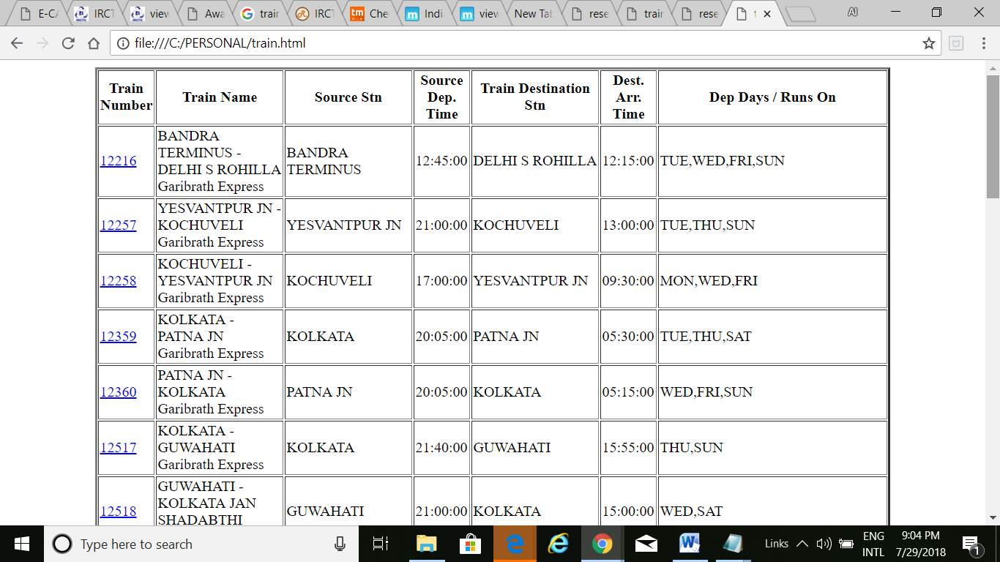 E-CA
IRCT
view
Awa
train
IRCT
Che
Indi
view
New Tab
rese
train
rese
t
AI
file:///C:/PERSONAL/train.html
Train Number
Train Name
Source Stn
Source Dep. Time
Train Destination Stn
Dest. Arr. Time
Dep Days / Runs On
12216
BANDRA
TERMINUS -
DELHI S ROHILLA
Garibrath Express
BANDRA
TERMINUS
12:45:00
DELHI S ROHILLA
12:15:00
TUE,WED,FRI,SUN
12257
YESVANTPUR JN -
KOCHUVELI
Garibrath Express
YESVANTPUR JN
21:00:00
KOCHUVELI
13:00:00
TUE,THU,SUN
12258
KOCHUVELI -
YESVANTPUR JN
Garibrath Express
KOCHUVELI
17:00:00
YESVANTPUR JN
09:30:00
MON,WED,FRI
12359
KOLKATA -
PATNA JN
Garibrath Express
KOLKATA
20:05:00
PATNA JN
05:30:00
TUE,THU,SAT
12360
PATNA JN -
KOLKATA
Garibrath Express
PATNA JN
20:05:00
KOLKATA
05:15:00
WED,FRI,SUN
12517
KOLKATA -
GUWAHATI
Garibrath Express
KOLKATA
21:40:00
GUWAHATI
15:55:00
THU,SUN
12518
GUWAHATI -
KOLKATA JAN
SHADABTHI
GUWAHATI
21:00:00
KOLKATA
15:00:00
WED,SAT
Type here to search
Links
ENG
INTL
9:04 PM
7/29/2018
1